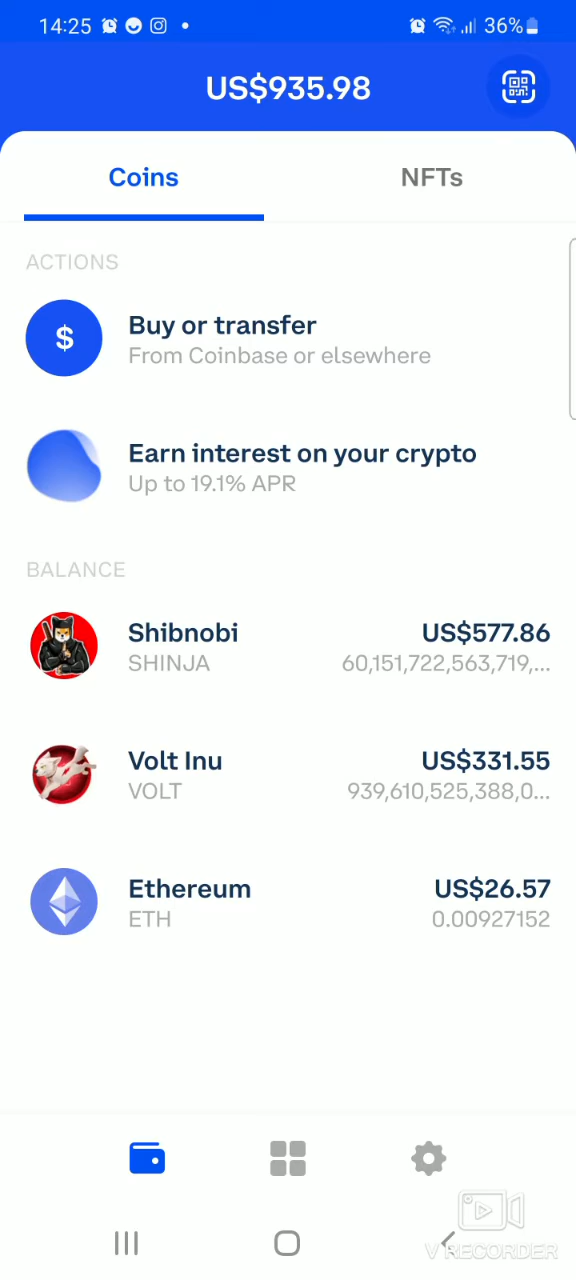 14:25
36%
US$935.98
Coins
NFTs
ACTIONS
$
Buy or transfer
From Coinbase or elsewhere
Earn interest on your crypto
Up to 19.1% APR
BALANCE
Shibnobi
US$577.86
SHINJA
60,151,722,563,719,...
Volt Inu
US$331.55
VOLT
939,610,525,388,0...
Ethereum
US$26.57
ETH
0.00927152
V RECORDER